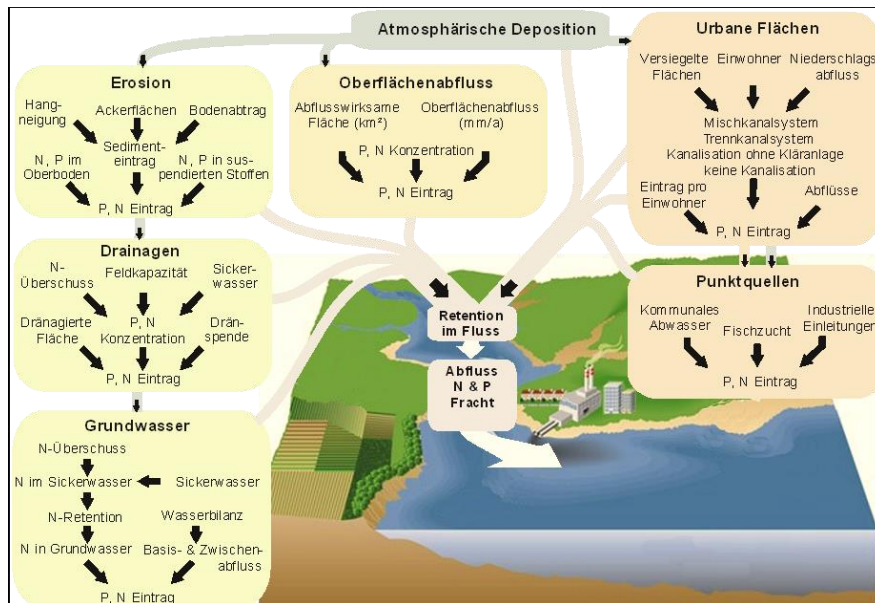 Atmosphärische Deposition
Erosion
Hang-
neigung
Ackerflächen
Bodenabtrag
Sediment-
eintrag
N, P im
Oberboden
N, P in sus-
pendierten Stoffen
P, N Eintrag
Drainagen
N-
Überschuss
Feldkapazität
Sicker-
wasser
Dränagierte
Fläche
P, N
Konzentration
Drän-
spende
P, N Eintrag
Grundwasser
N-Überschuss
N im Sickerwasser
Sickerwasser
N-Retention
Wasserbilanz
N in Grundwasser
Basis- & Zwischen-
abfluss
P, N Eintrag
Oberflächenabfluss
Abflusswirksame
Fläche (km²)
Oberflächenabfluss
(mm/a)
P, N Konzentration
P, N Eintrag
Retention
im Fluss
Abfluss
N & P
Fracht
Urbane Flächen
Versiegelte
Flächen
Einwohner
Niederschlags
abfluss
Mischkanalsystem
Trennkanalsystem
Kanalisation ohne Kläranlage
keine Kanalisation
Eintrag pro
Einwohner
Abflüsse
P, N Eintrag
Punktquellen
Kommunales
Abwasser
Fischzucht
Industrielle
Einleitungen
P, N Eintrag